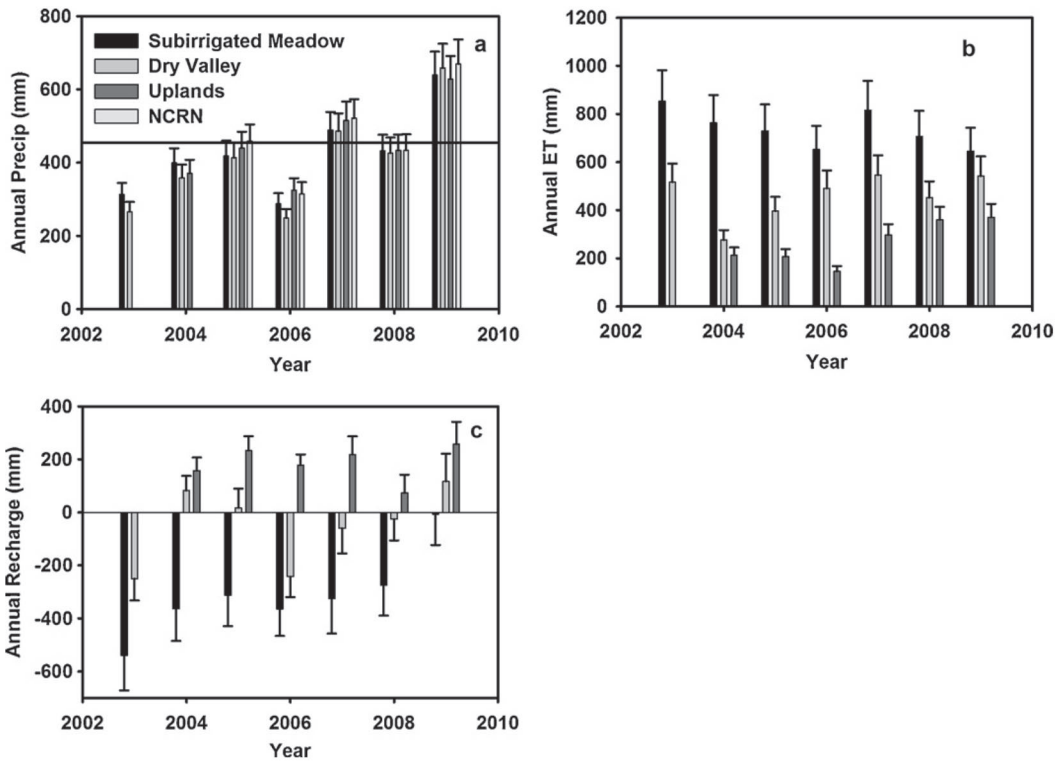 a
Subirrigated Meadow
Dry Valley
Uplands
NCRN
Annual Precip (mm)
800
600
400
200
0
2002 2004 2006 2008 2010
Year
b
Annual ET (mm)
1200
1000
800
600
400
200
0
2002 2004 2006 2008 2010
Year
c
Annual Recharge (mm)
400
200
0
-200
-400
-600
2002 2004 2006 2008 2010
Year